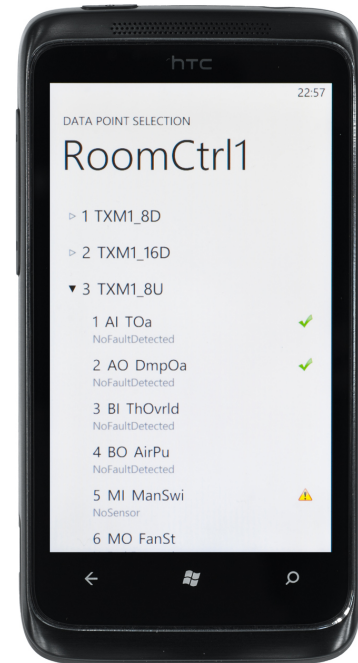 hTC
22:57
DATA POINT SELECTION
RoomCtrl1
1 TXM1_8D
2 TXM1_16D
3 TXM1_8U
1 AI TOa
NoFaultDetected
2 AO DmpOa
NoFaultDetected
3 BI ThOvrld
NoFaultDetected
4 BO AirPu
NoFaultDetected
5 MI ManSwi
NoSensor
6 MO FanSt